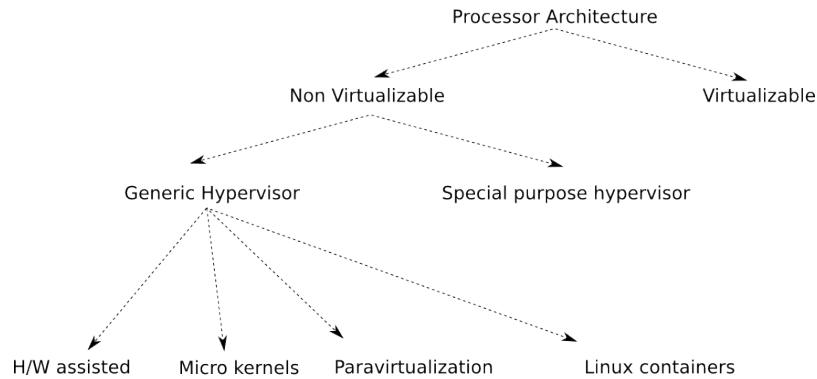 Processor Architecture
Non Virtualizable
Virtualizable
Generic Hypervisor
Special purpose hypervisor
H/W assisted
Micro kernels
Paravirtualization
Linux containers